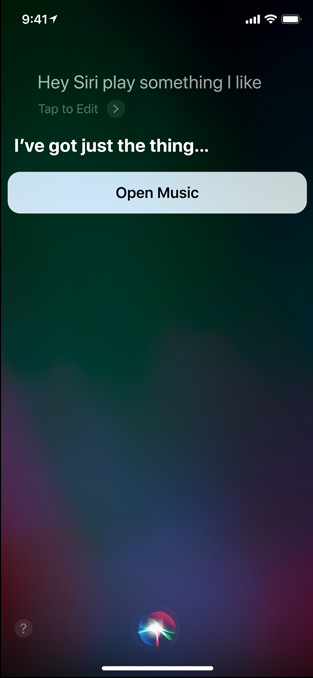 9:41
Hey Siri play something I like
Tap to Edit
I've got just the thing...
Open Music
?